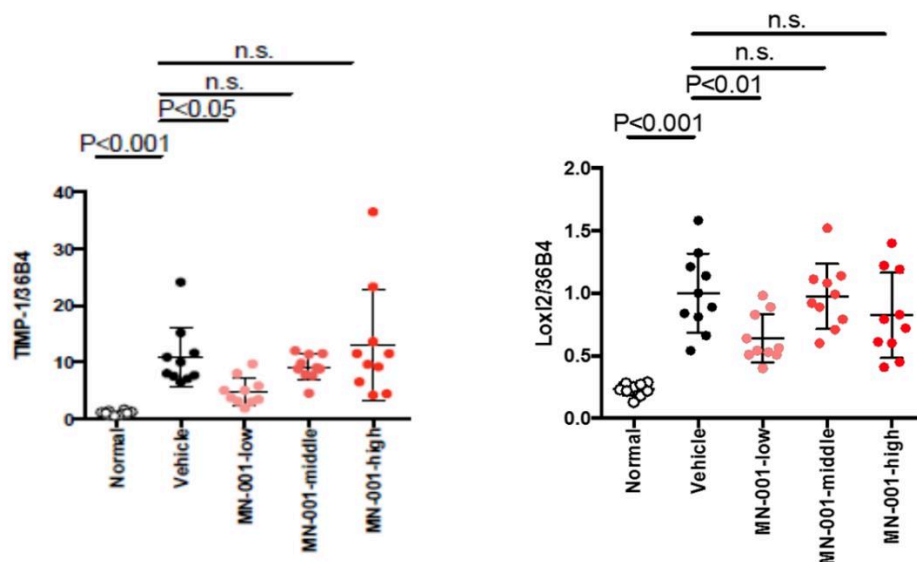 n.s.
n.s.
P<0.05
P<0.001
40
30
20
10
0
TIMP-1/36B4
Normal
Vehicle
MN-001-low
MN-001-middle
MN-001-high
n.s.
n.s.
P<0.01
P<0.001
2.0
1.5
1.0
0.5
0.0
Loxl2/36B4
Normal
Vehicle
MN-001-low
MN-001-middle
MN-001-high